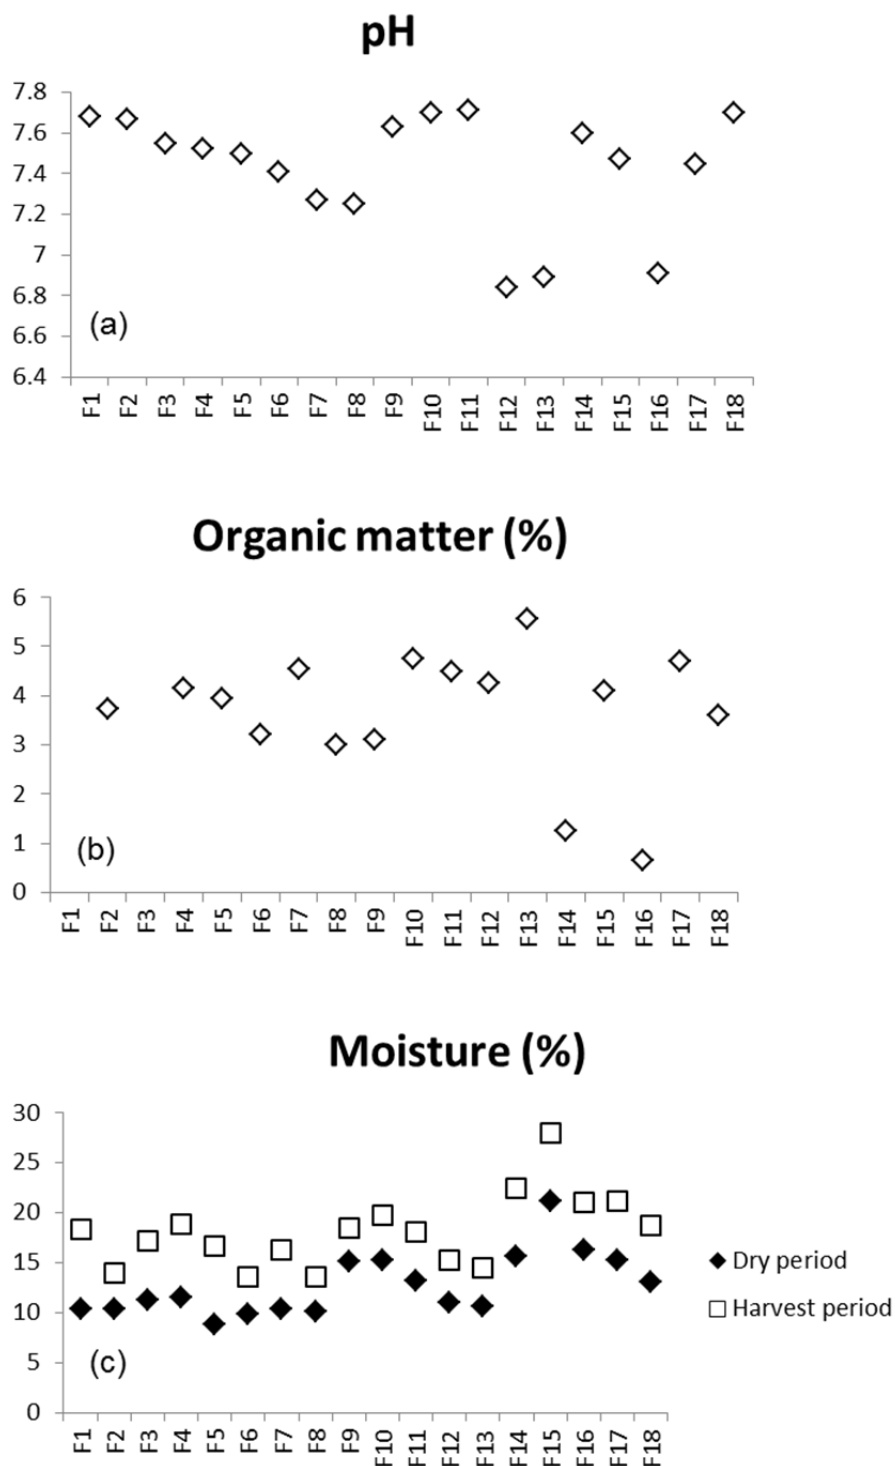 pH
7.8
7.6
7.4
7.2
7
6.8
6.6
6.4
(a)
F1 F2 F3 F4 F5 F6 F7 F8 F9 F10 F11 F12 F13 F14 F15 F16 F17 F18
Organic matter (%)
6
5
4
3
2
1
0
(b)
F1 F2 F3 F4 F5 F6 F7 F8 F9 F10 F11 F12 F13 F14 F15 F16 F17 F18
Moisture (%)
30
25
20
15
10
5
0
(c)
Dry period
Harvest period
F1 F2 F3 F4 F5 F6 F7 F8 F9 F10 F11 F12 F13 F14 F15 F16 F17 F18